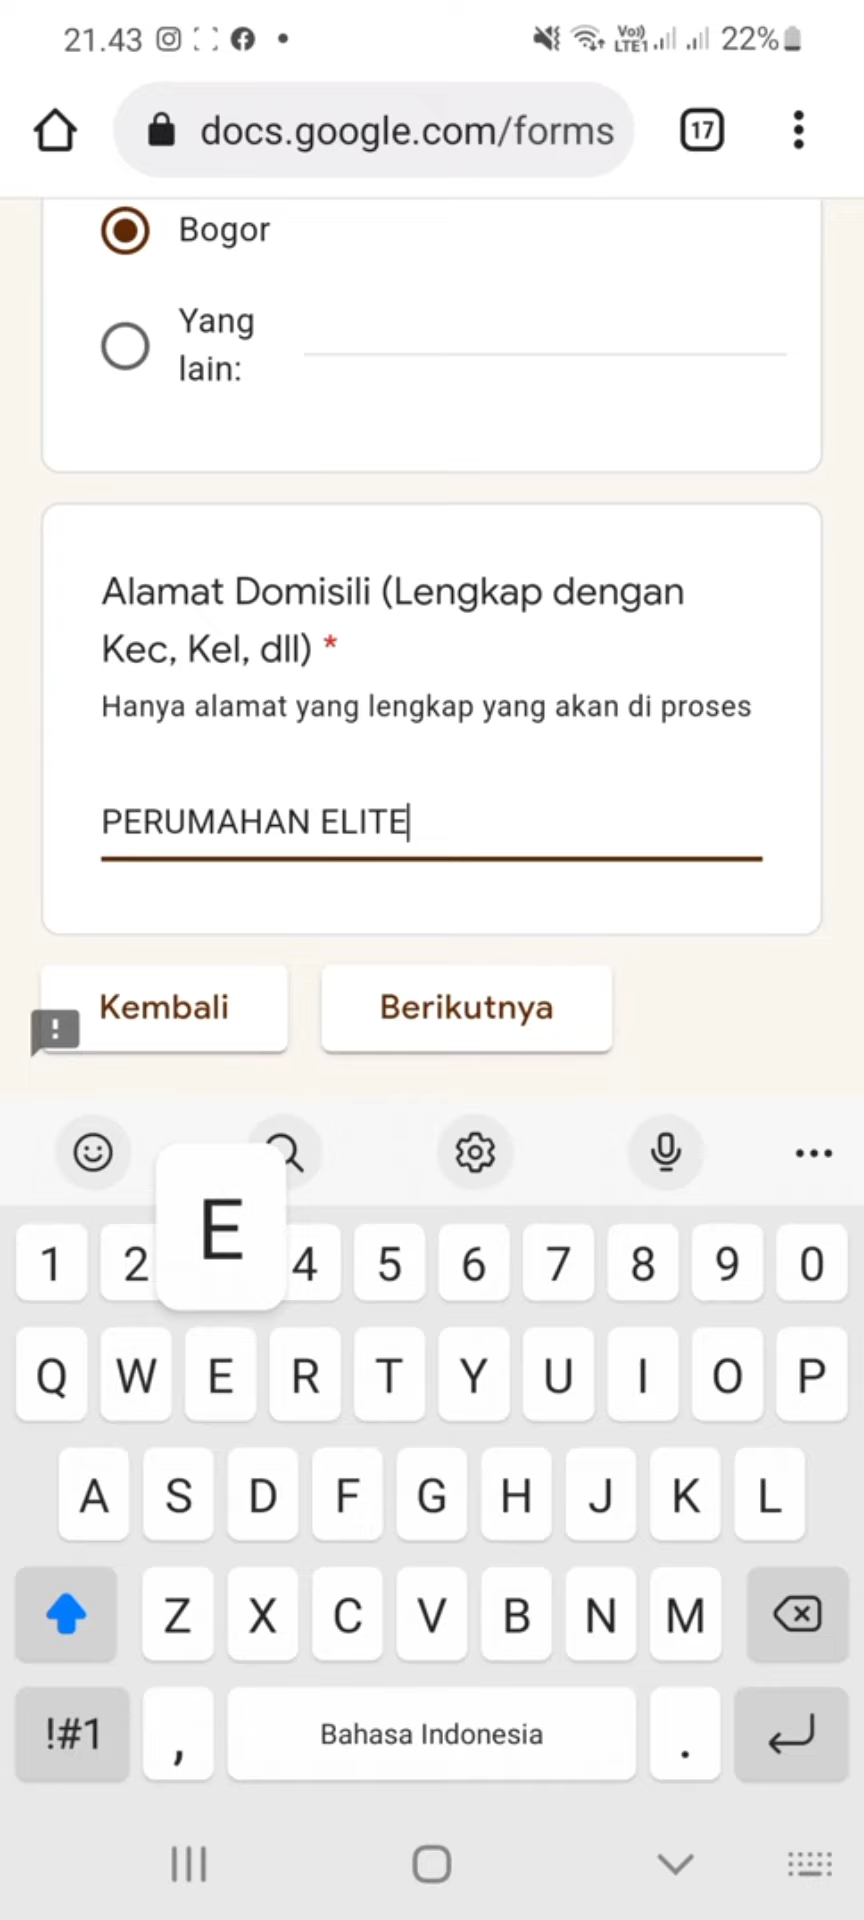 21.43
Vo))
LTE1
22%
docs.google.com/forms
17
Bogor
Yang
lain:
Alamat Domisili (Lengkap dengan
Kec, Kel, dll) *
Hanya alamat yang lengkap yang akan di proses
PERUMAHAN ELITE
Kembali
Berikutnya
E
1 2 4 5 6 7 8 9 0
Q W E R T Y U I O P
A S D F G H J K L
Z X C V B N M
!#1 , Bahasa Indonesia .